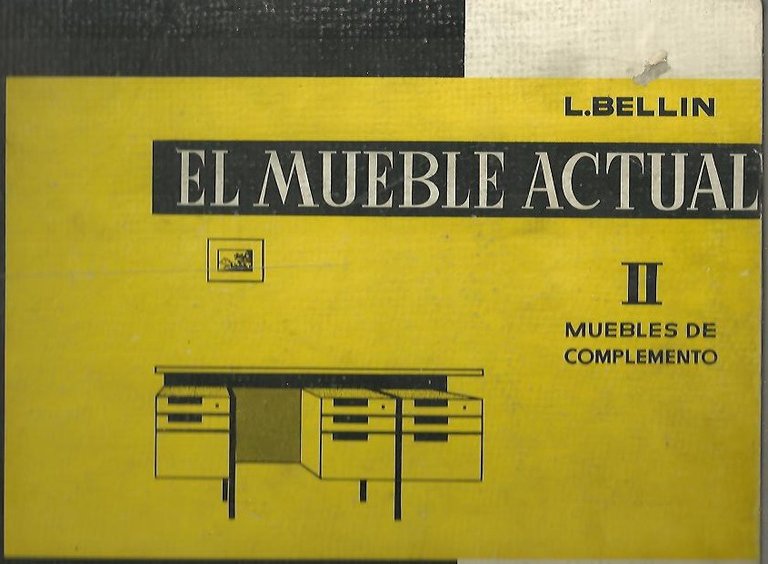 L.BELLIN
EL MUEBLE ACTUAL
II
MUEBLES DE
COMPLEMENTO